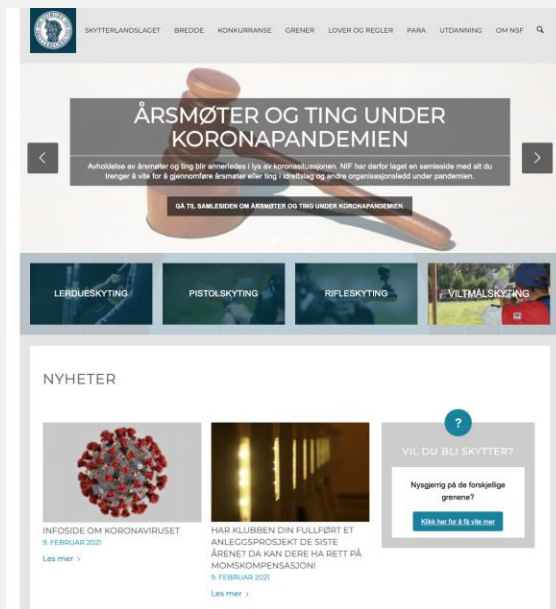 SKYTTERLANDSLAGET BREDDE KONKURRANSE GRENER LOVER OG REGLER PARA UTDANNING OM NSF
ÅRSMØTER OG TING UNDER
KORONAPANDEMIEN
Avholdelse av årsmøter og ting blir annerledes i lys av koronasituasjonen. NIF har derfor laget en samleside med alt du
trenger å vite for å gjennomføre årsmøter eller ting i idrettslag og andre organisasjonsledd under pandemien.
GÅ TIL SAMLESIDEN OM ÅRSMØTER OG TING UNDER KORONAPANDEMIEN.
LERDUESKYTING
PISTOLSKYTING
RIFLESKYTING
VILTMÅLSKYTING
NYHETER
INFOSIDE OM KORONAVIRUSET
9. FEBRUAR 2021
Les mer ›
HAR KLUBBEN DIN FULLFØRT ET
ANLEGGSPROSJEKT DE SISTE
ÅRENE? DA KAN DERE HA RETT PÅ
MOMSKOMPENSASJON!
9. FEBRUAR 2021
Les mer ›
?
VIL DU BLI SKYTTER?
Nysgjerrig på de forskjellige
grenene?
Klikk her for å få vite mer